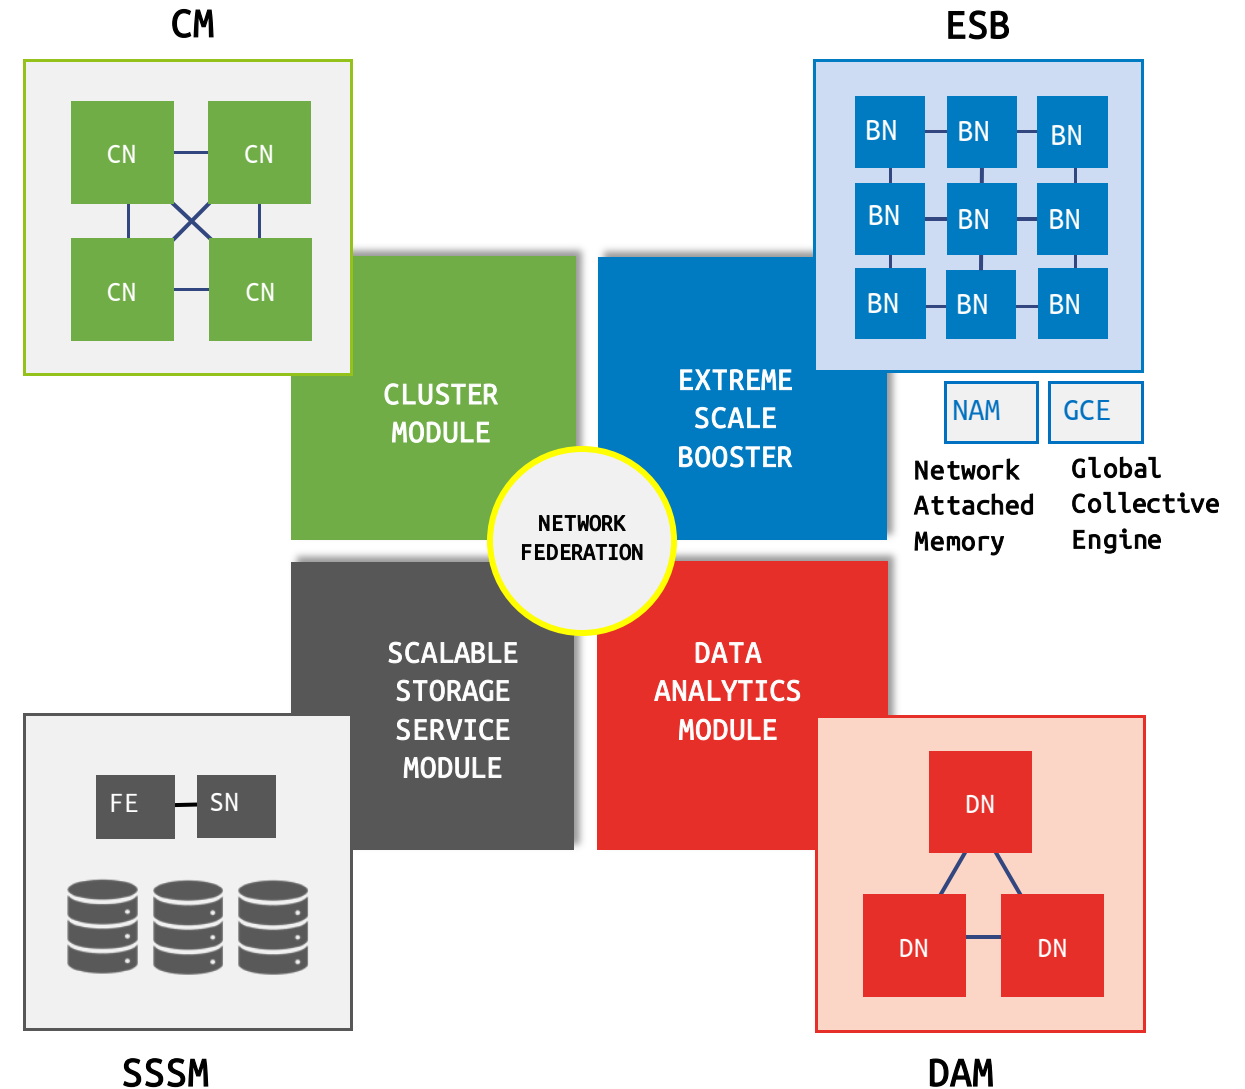 CM
CN
CN
CN
CN
CLUSTER
MODULE
ESB
BN
BN
BN
BN
BN
BN
BN
BN
BN
EXTREME
SCALE
BOOSTER
NAM
GCE
Network
Attached
Memory
Global
Collective
Engine
NETWORK
FEDERATION
SCALABLE
STORAGE
SERVICE
MODULE
FE
SN
SSSM
DATA
ANALYTICS
MODULE
DN
DN
DN
DAM